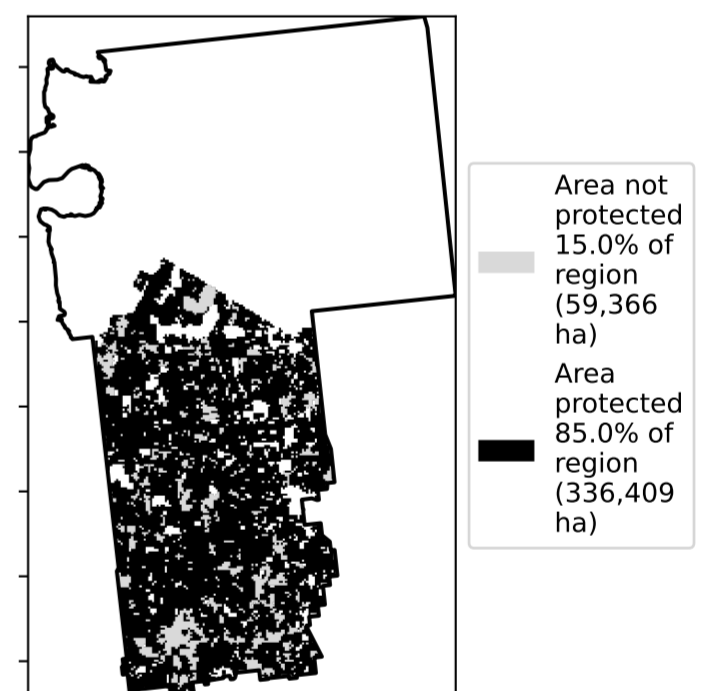 Area not
protected
15.0% of
region
(59,366
ha)
Area
protected
85.0% of
region
(336,409
ha)